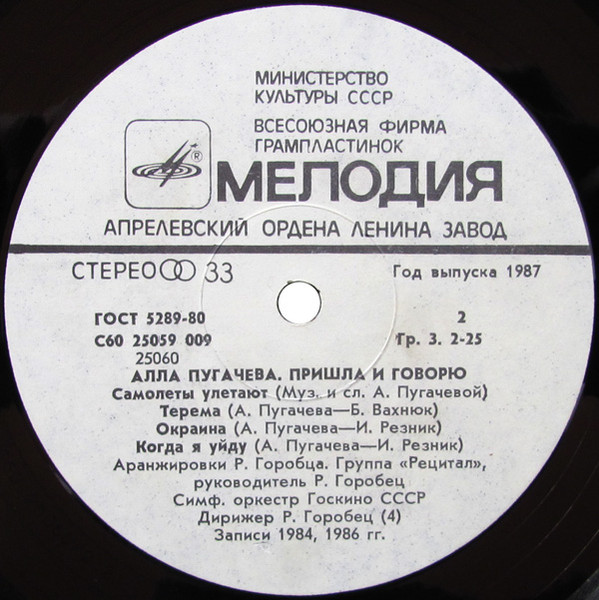 МИНИСТЕРСТВО
КУЛЬТУРЫ СССР
ВСЕСОЮЗНАЯ ФИРМА
ГРАМПЛАСТИНОК
®
МЕЛОДИЯ
АПРЕЛЕВСКИЙ ОРДЕНА ЛЕНИНА ЗАВОД
СТЕРЕО 33
Год выпуска 1987
ГОСТ 5289-80
2
С60 25059 009
Гр. 3. 2-25
25060
АЛЛА ПУГАЧЕВА. ПРИШЛА И ГОВОРЮ
Самолеты улетают (Муз. и сл. А. Пугачевой)
Терема (А. Пугачева—Б. Вахнюк)
Окраина (А. Пугачева—И. Резник)
Когда я уйду (А. Пугачева—И. Резник)
Аранжировки Р. Горобца. Группа «Рецитал»,
руководитель Р. Горобец
Симф. оркестр Госкино СССР
Дирижер Р. Горобец (4)
Записи 1984, 1986 гг.